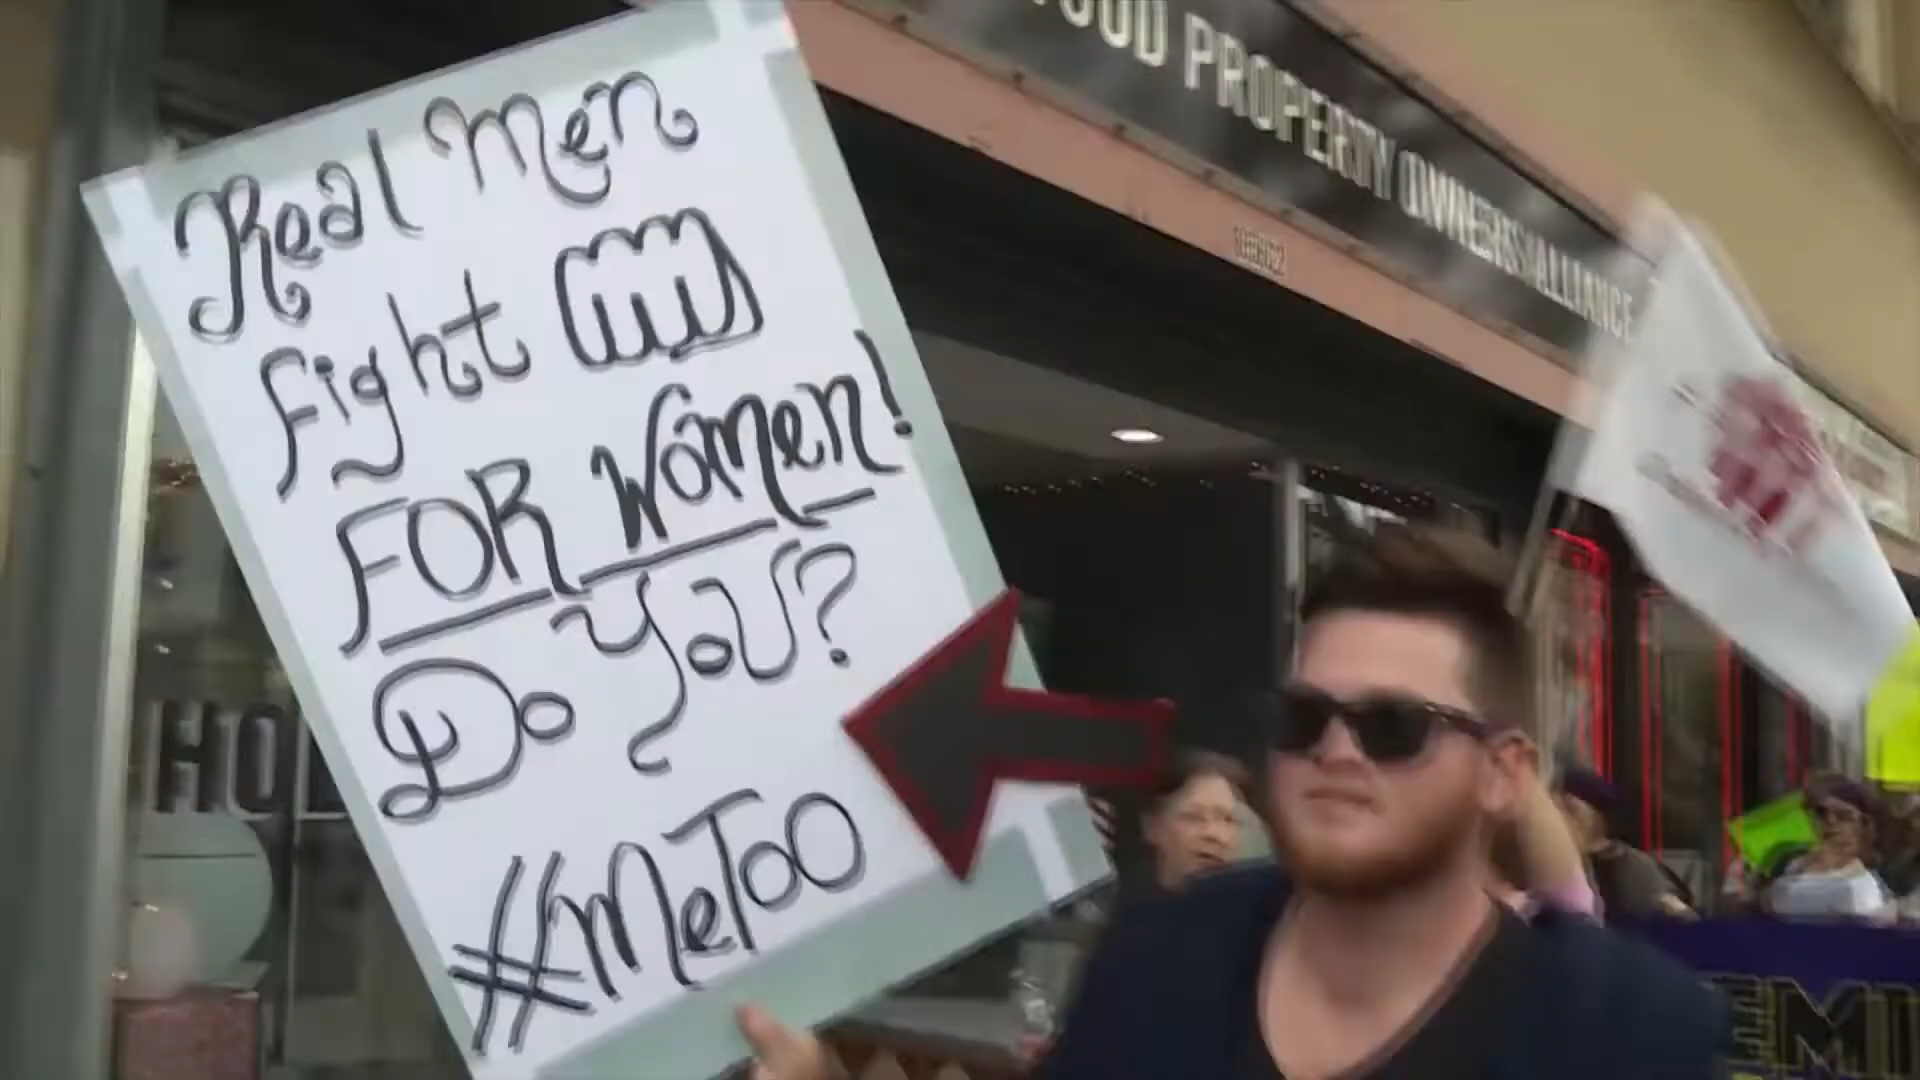 PROPERTY OWNERS ALLIANCE
Real Men
Fight
FOR Women!
Do You?
#MeToo